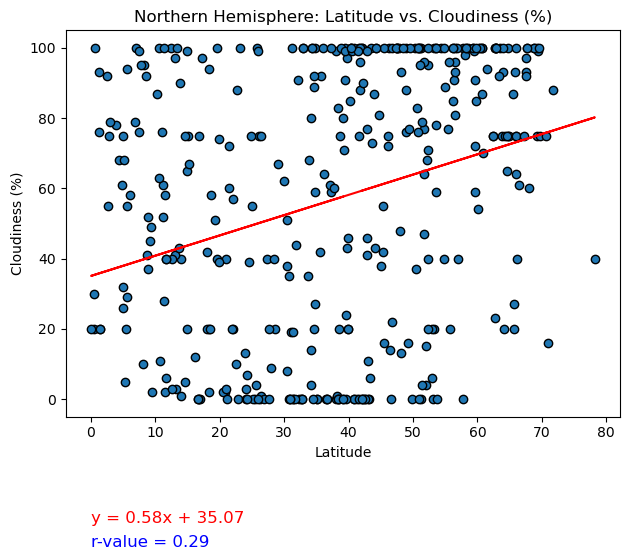 Northern Hemisphere: Latitude vs. Cloudiness (%)
100
80
60
40
20
0
Cloudiness (%)
0 10 20 30 40 50 60 70 80
Latitude
y = 0.58x + 35.07
r-value = 0.29